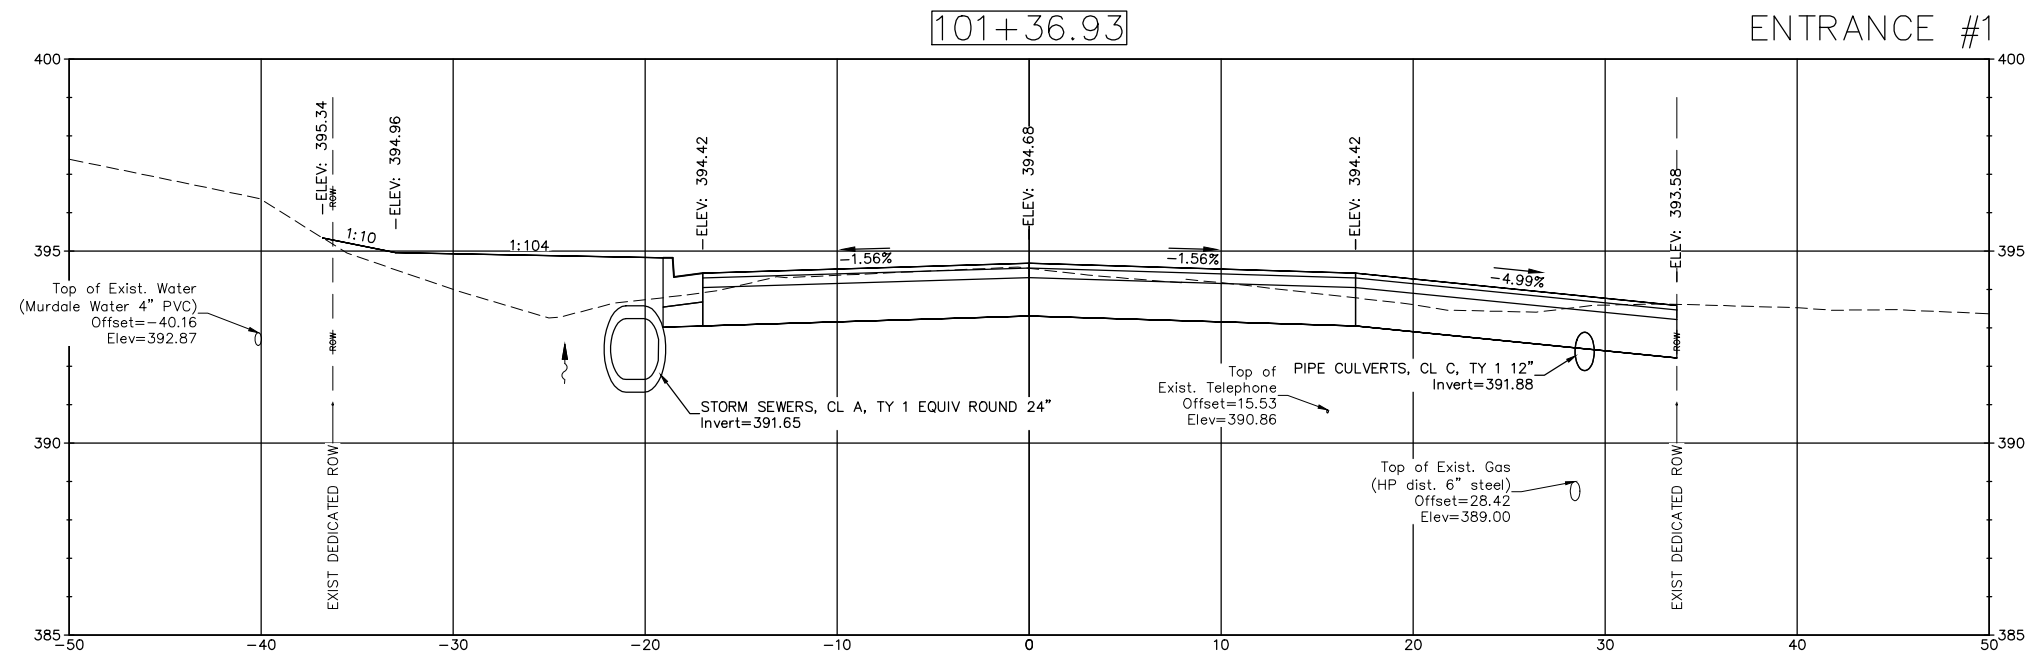 101+36.93
ENTRANCE #1
400
400
ELEV: 395.34
ELEV: 394.96
ELEV: 394.42
ELEV: 394.68
ELEV: 394.42
ELEV: 393.58
ROW
1:10
1:104
-1.56%
-1.56%
-4.99%
395
395
Top of Exist. Water
(Murdale Water 4" PVC)
Offset=-40.16
Elev=392.87
ROW
ROW
STORM SEWERS, CL A, TY 1 EQUIV ROUND 24"
Invert=391.65
Top of
Exist. Telephone
Offset=15.53
Elev=390.86
PIPE CULVERTS, CL C, TY 1 12"
Invert=391.88
390
390
EXIST DEDICATED ROW
Top of Exist. Gas
(HP dist. 6" steel)
Offset=28.42
Elev=389.00
EXIST DEDICATED ROW
385
385
-50
-40
-30
-20
-10
0
10
20
30
40
50